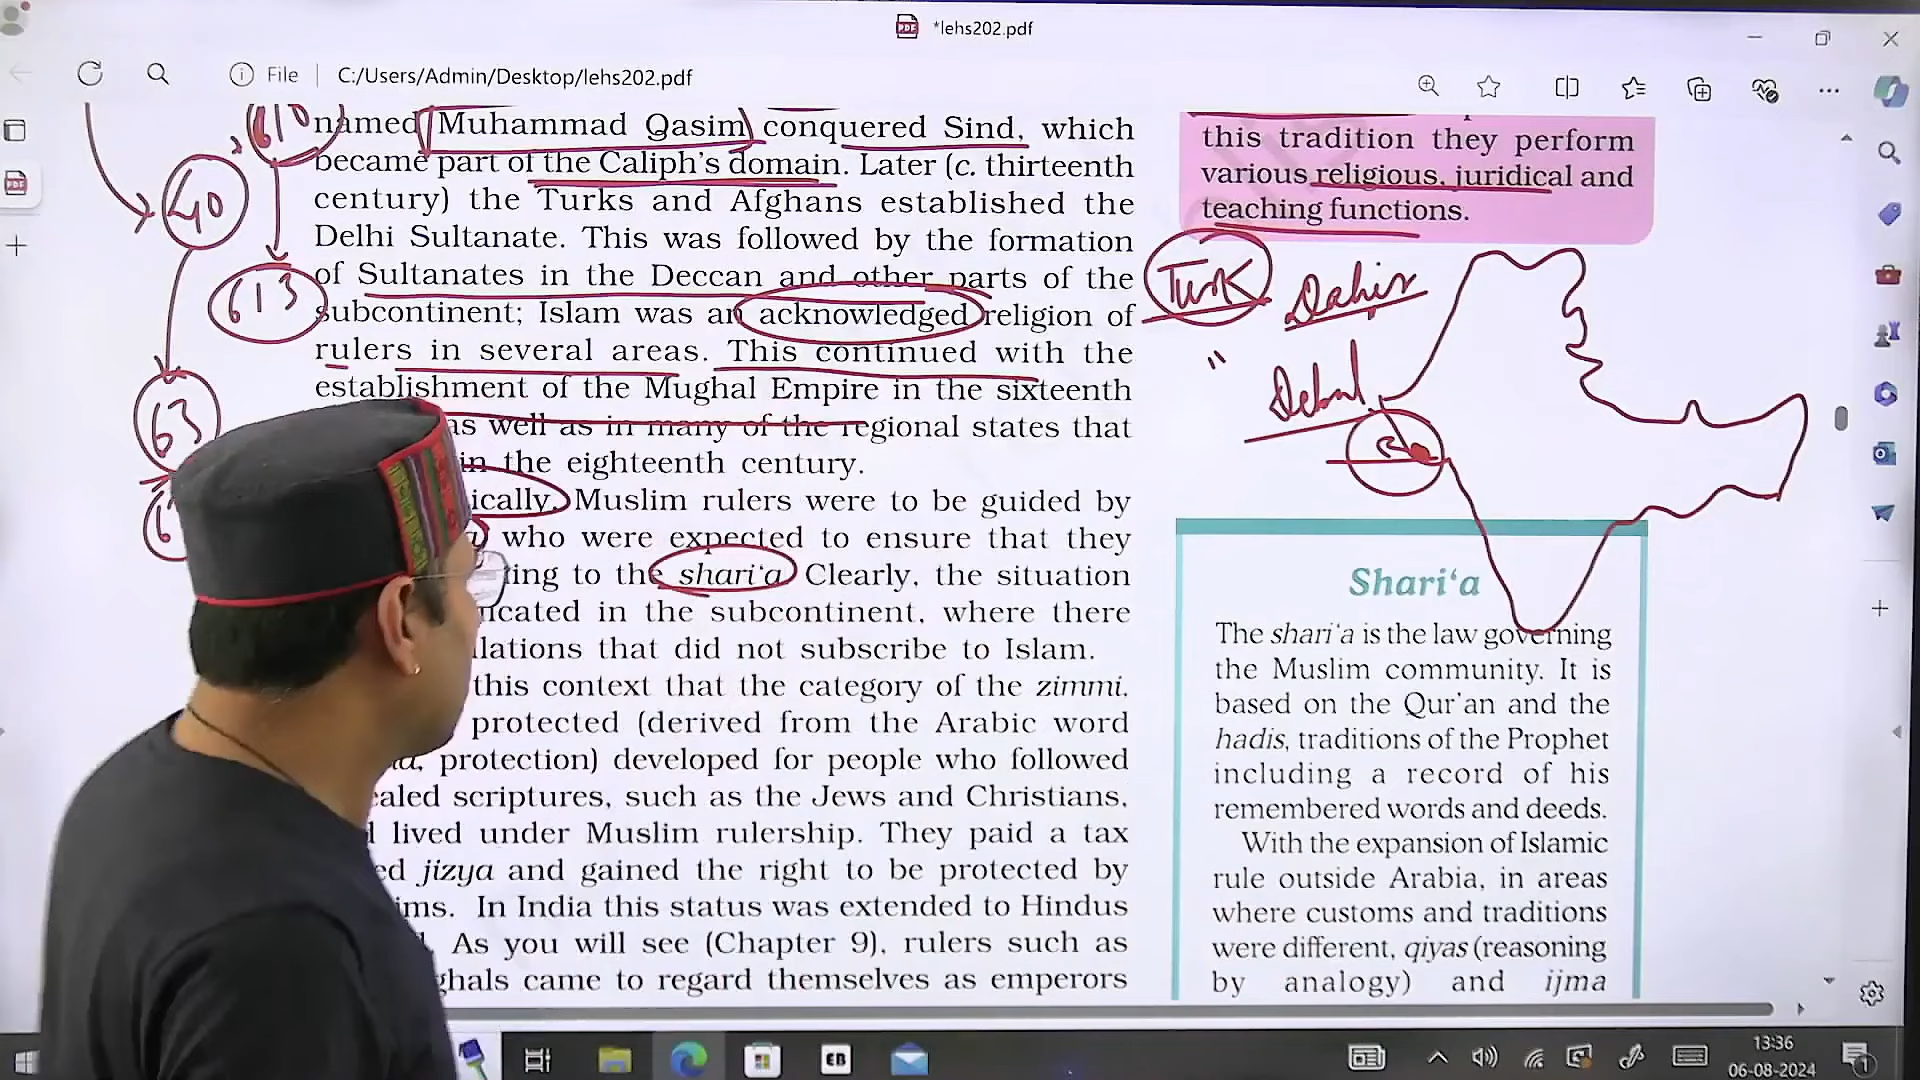 *lehs202.pdf
File
C:/Users/Admin/Desktop/lehs202.pdf
named Muhammad Qasim conquered Sind, which
became part of the Caliph's domain. Later (c. thirteenth
century) the Turks and Afghans established the
Delhi Sultanate. This was followed by the formation
of Sultanates in the Deccan and other parts of the
subcontinent; Islam was an acknowledged religion of
rulers in several areas. This continued with the
establishment of the Mughal Empire in the sixteenth
as well as in many of the regional states that
in the eighteenth century.
ically, Muslim rulers were to be guided by
who were expected to ensure that they
ing to the shari‘a. Clearly, the situation
icated in the subcontinent, where there
lations that did not subscribe to Islam.
this context that the category of the zimmi,
protected (derived from the Arabic word
protection) developed for people who followed
ealed scriptures, such as the Jews and Christians,
lived under Muslim rulership. They paid a tax
ed jizya and gained the right to be protected by
ims. In India this status was extended to Hindus
As you will see (Chapter 9), rulers such as
ghals came to regard themselves as emperors
610
40
613
63
this tradition they perform
various religious, juridical and
teaching functions.
Turk
Dahir
"
Debal
Shari‘a
The shari‘a is the law governing
the Muslim community. It is
based on the Qur'an and the
hadis, traditions of the Prophet
including a record of his
remembered words and deeds.
With the expansion of Islamic
rule outside Arabia, in areas
where customs and traditions
were different, qiyas (reasoning
by analogy) and ijma
EB
13:36
06-08-2024
1